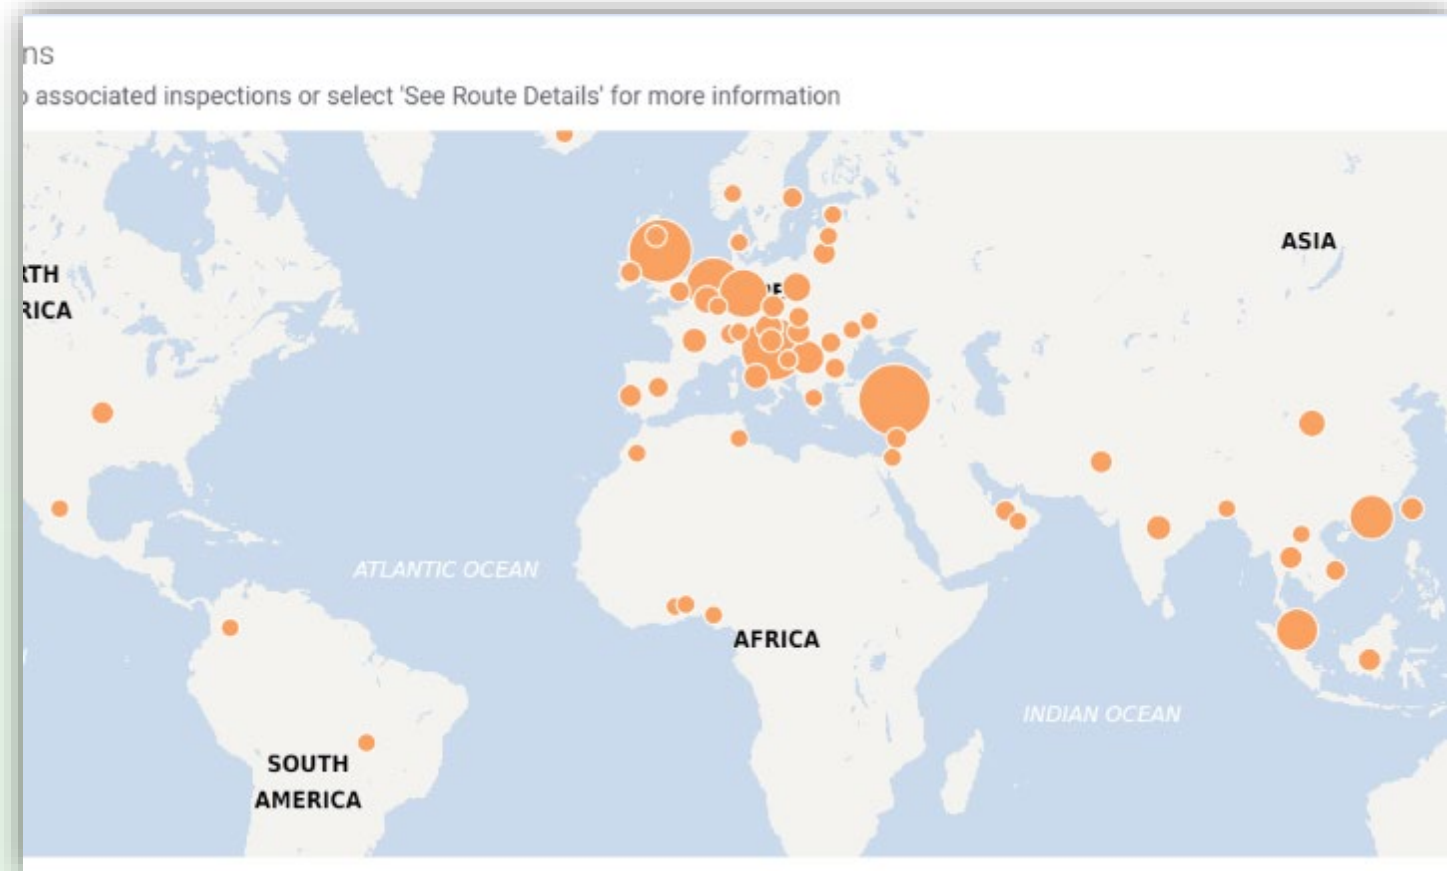 ns
associated inspections or select 'See Route Details' for more information
ASIA
RTH
RICA
ATLANTIC OCEAN
AFRICA
INDIAN OCEAN
SOUTH
AMERICA